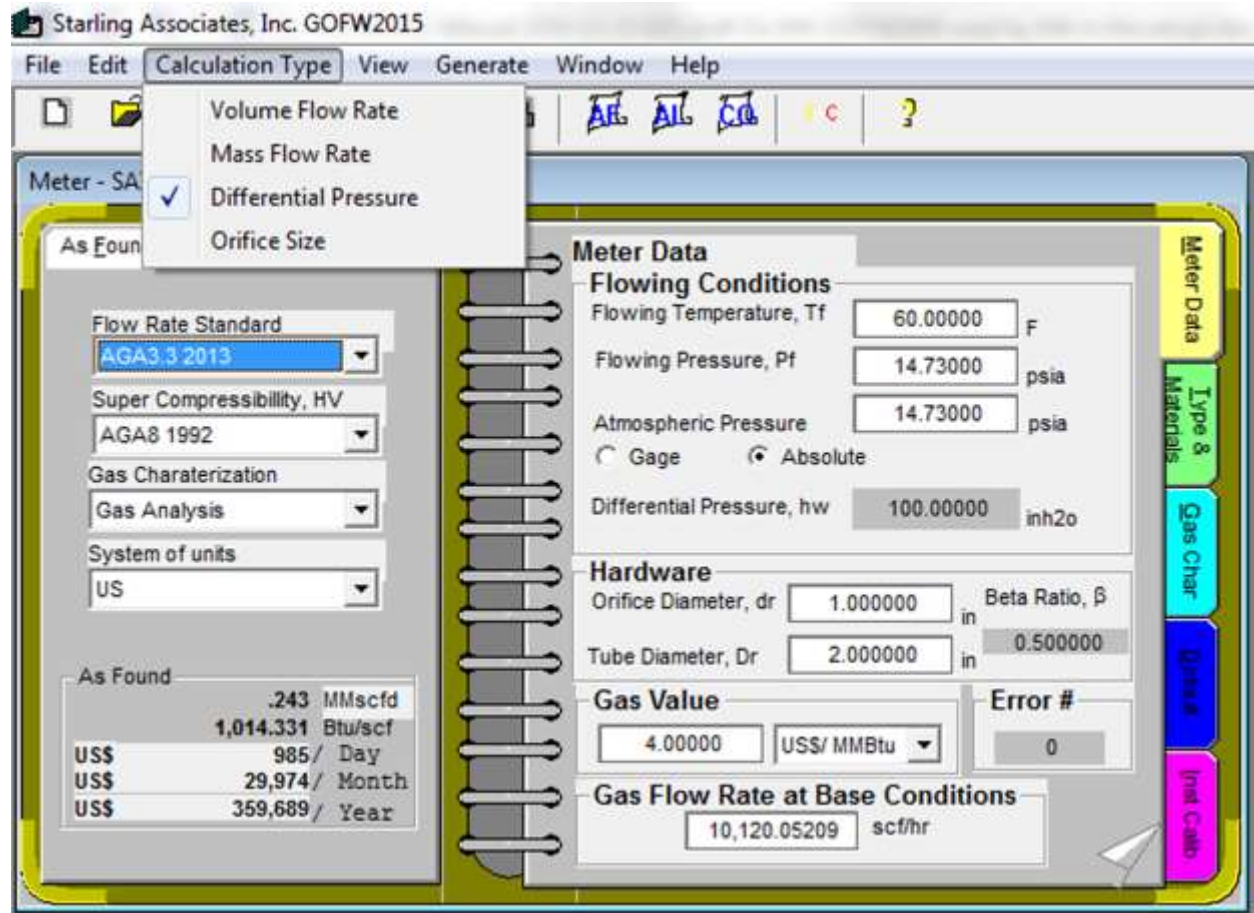 Starling Associates, Inc. GOFW2015
File Edit Calculation Type View Generate Window Help
Volume Flow Rate
Mass Flow Rate
Differential Pressure
Orifice Size
AE AL CO C ?
Meter - SA
As Foun
Flow Rate Standard
AGA3.3 2013
Super Compressibillity, HV
AGA8 1992
Gas Charaterization
Gas Analysis
System of units
US
As Found
.243 MMscfd
1,014.331 Btu/scf
US$ 985/ Day
US$ 29,974/ Month
US$ 359,689/ Year
Meter Data
Flowing Conditions
Flowing Temperature, Tf 60.00000 F
Flowing Pressure, Pf 14.73000 psia
Atmospheric Pressure 14.73000 psia
Gage Absolute
Differential Pressure, hw 100.00000 inh2o
Hardware
Orifice Diameter, dr 1.000000 in Beta Ratio, β
0.500000
Tube Diameter, Dr 2.000000 in
Gas Value Error #
4.00000 US$/ MMBtu 0
Gas Flow Rate at Base Conditions
10,120.05209 scf/hr
Meter Data
Type & Materials
Gas Char
Inst Calib